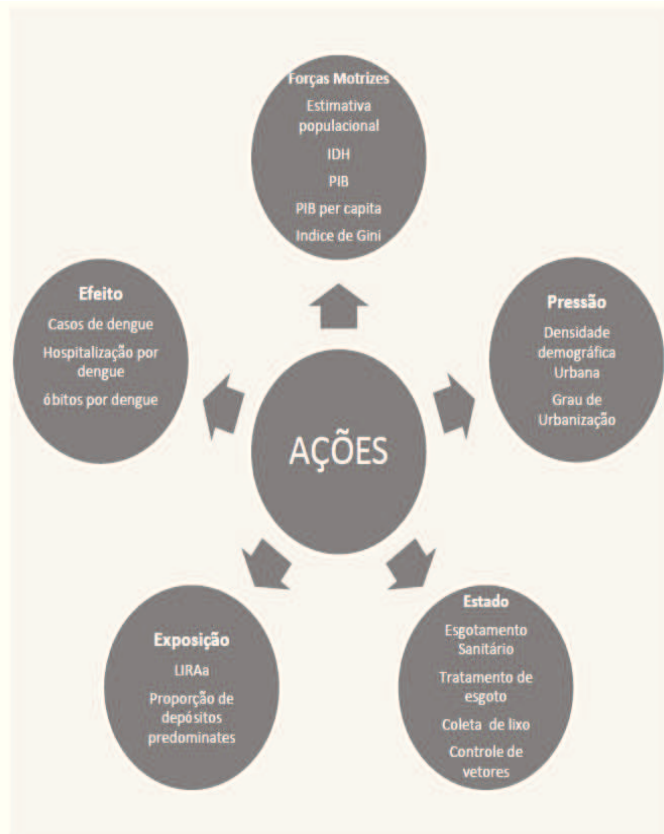 Forças Motrizes
Estimativa
populacional
IDH
PIB
PIB per capita
Indice de Gini
Efeito
Casos de dengue
Hospitalização por
dengue
óbitos por dengue
Pressão
Densidade
demográfica
Urbana
Grau de
Urbanização
AÇÕES
Exposição
LIRAa
Proporção de
depósitos
predominates
Estado
Esgotamento
Sanitário
Tratamento de
esgoto
Coleta de lixo
Controle de
vetores